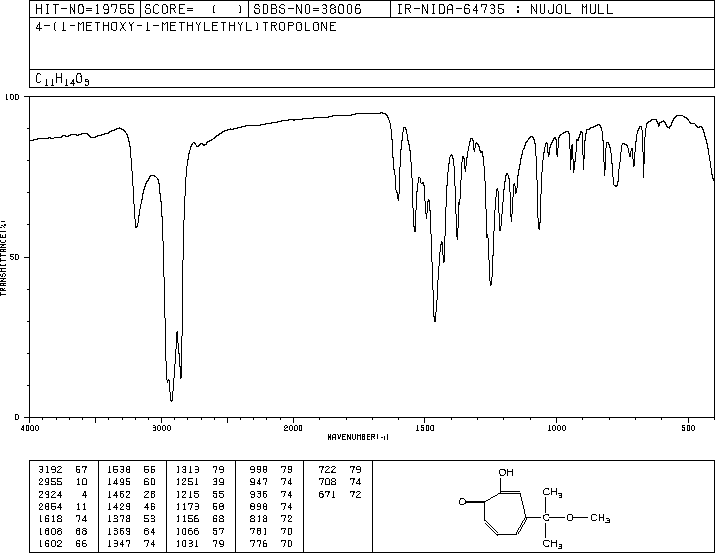 HIT-NO=19755 SCORE= ( ) SDBS-NO=38006 IR-NIDA-64735 : NUJOL MULL
4-(1-METHOXY-1-METHYLETHYL)TROPOLONE
C11H14O3
100
50
0
TRANSMITTANCE(%)
4000 3000 2000 1500 1000 500
WAVENUMBER(-1)
3192 57 1538 55 1313 79 998 79 722 79
2955 10 1495 60 1251 39 947 74 708 74
2924 4 1462 28 1215 55 936 74 671 72
2854 11 1429 46 1173 58 898 74
1618 74 1378 53 1156 68 818 72
1606 66 1369 64 1066 57 781 70
1602 66 1347 74 1031 79 776 70
OH
O
CH3
C O CH3
CH3